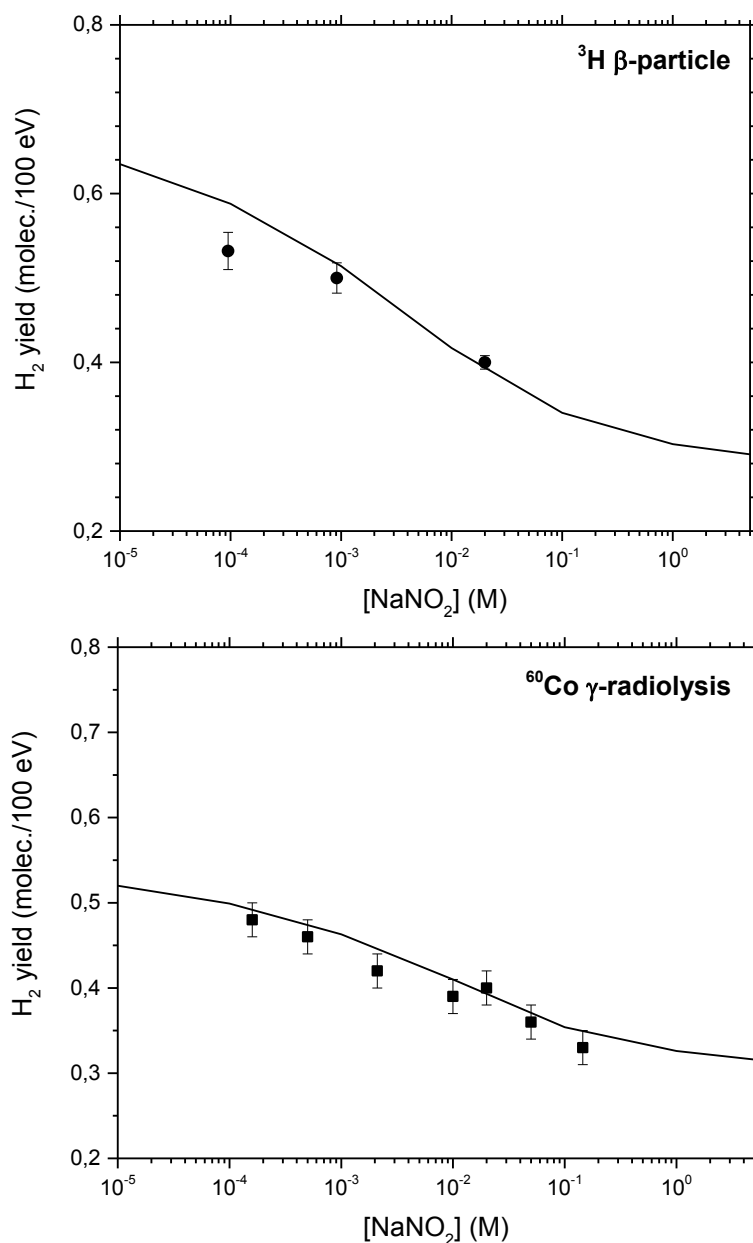 ³H β-particle
0,8
0,6
0,4
0,2
H₂ yield (molec./100 eV)
10⁻⁵ 10⁻⁴ 10⁻³ 10⁻² 10⁻¹ 10⁰
[NaNO₂] (M)
⁶⁰Co γ-radiolysis
0,8
0,7
0,6
0,5
0,4
0,3
0,2
H₂ yield (molec./100 eV)
10⁻⁵ 10⁻⁴ 10⁻³ 10⁻² 10⁻¹ 10⁰
[NaNO₂] (M)